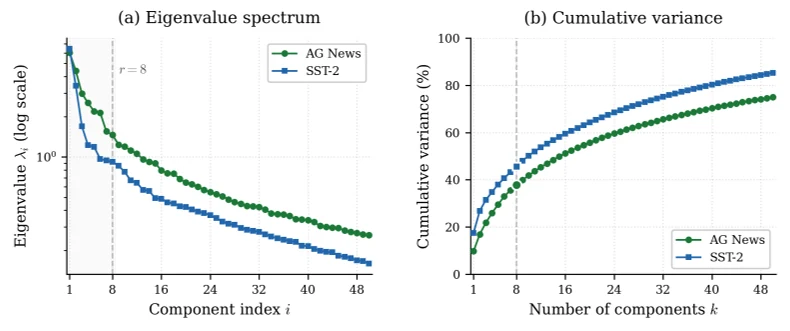 (a) Eigenvalue spectrum
Eigenvalue λᵢ (log scale)
10⁰
r = 8
AG News
SST-2
1 8 16 24 32 40 48
Component index i
(b) Cumulative variance
Cumulative variance (%)
100
80
60
40
20
0
AG News
SST-2
1 8 16 24 32 40 48
Number of components k